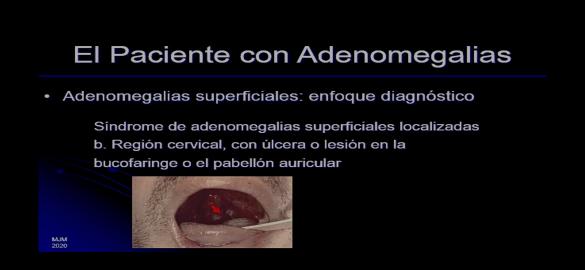 El Paciente con Adenomegalias
• Adenomegalias superficiales: enfoque diagnóstico
Síndrome de adenomegalias superficiales localizadas
b. Región cervical, con úlcera o lesión en la
bucofaringe o el pabellón auricular
MJM
2020